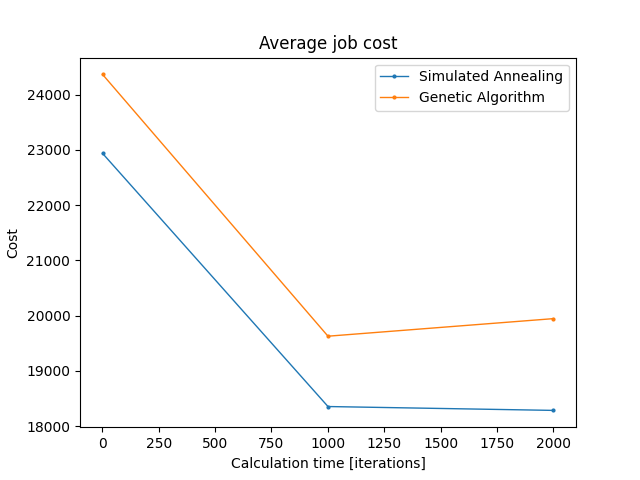 Average job cost
Simulated Annealing
Genetic Algorithm
Cost
24000
23000
22000
21000
20000
19000
18000
0 250 500 750 1000 1250 1500 1750 2000
Calculation time [iterations]